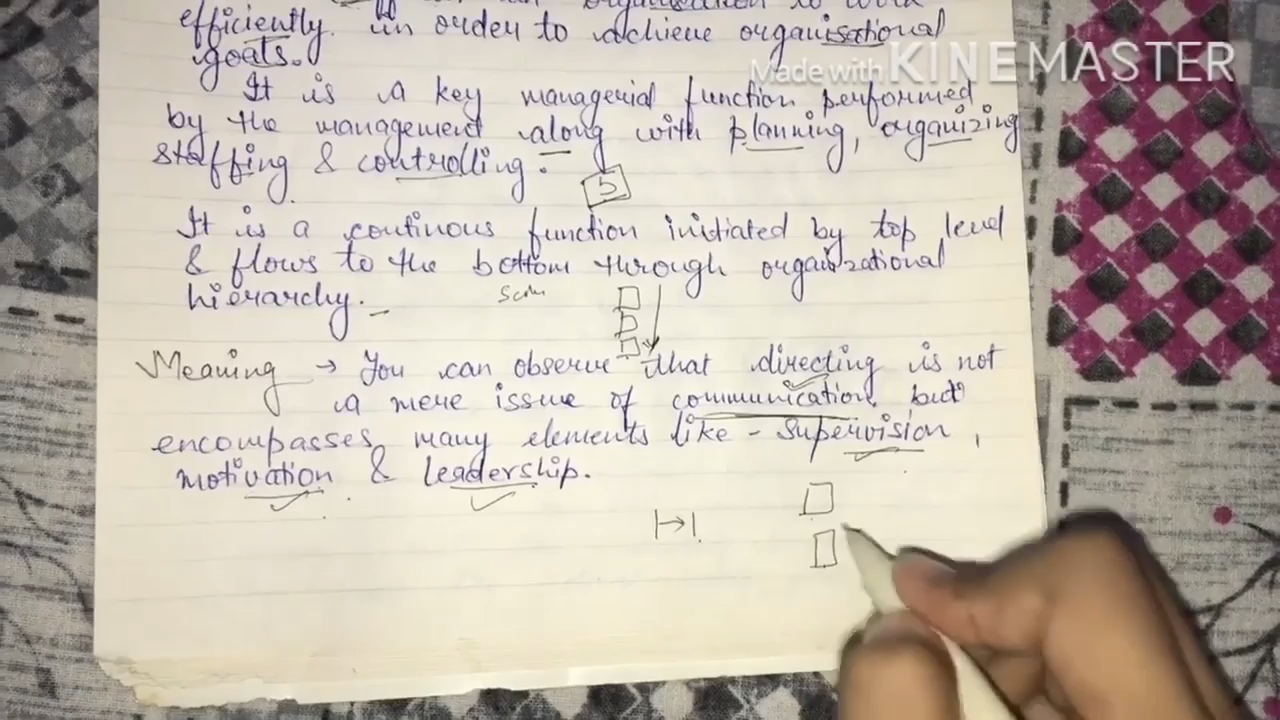 organisation to work
efficiently in order to achieve organisational
goals.
Made with KINEMASTER
It is a key managerial function performed
by the management along with planning, organizing
staffing & controlling.
5
It is a continous function initiated by top level
& flows to the bottom through organizational
hierarchy.
Meaning → You can observe that directing is not
a mere issue of communication but
encompasses many elements like - supervision,
motivation & leadership.